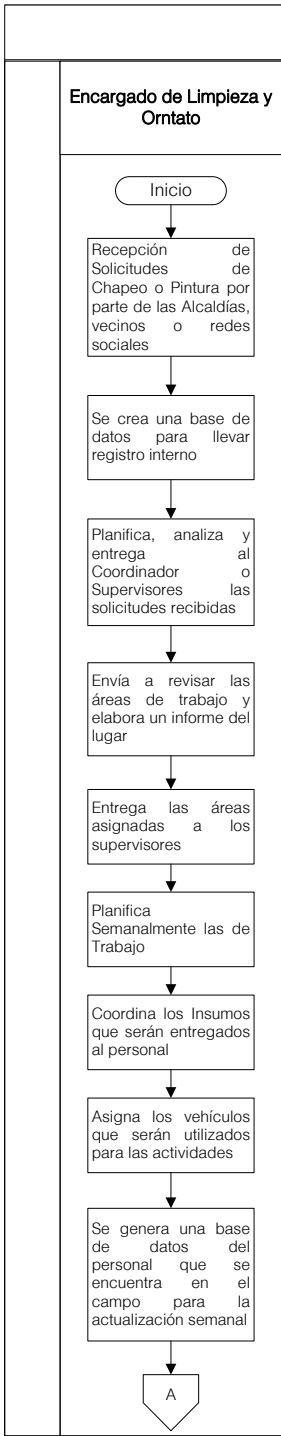 Encargado de Limpieza y
Orntato
Inicio
Recepción de
Solicitudes de
Chapeo o Pintura por
parte de las Alcaldías,
vecinos o redes
sociales
Se crea una base de
datos para llevar
registro interno
Planifica, analiza y
entrega al
Coordinador o
Supervisores las
solicitudes recibidas
Envía a revisar las
áreas de trabajo y
elabora un informe del
lugar
Entrega las áreas
asignadas a los
supervisores
Planifica
Semanalmente las de
Trabajo
Coordina los Insumos
que serán entregados
al personal
Asigna los vehículos
que serán utilizados
para las actividades
Se genera una base
de datos del
personal que se
encuentra en el
campo para la
actualización semanal
A